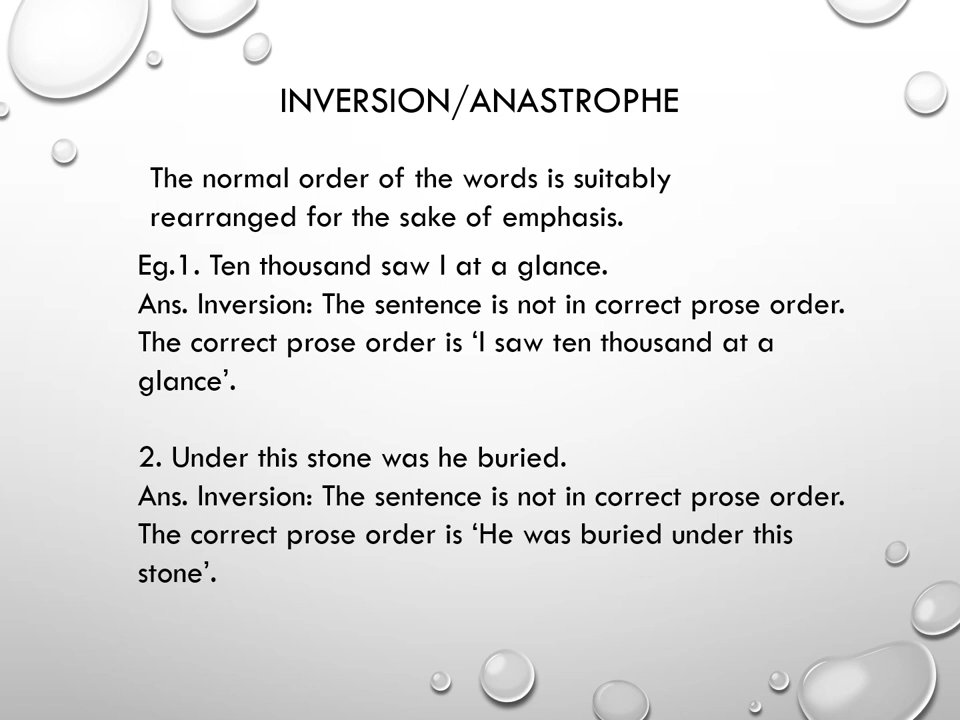 INVERSION/ANASTROPHE
The normal order of the words is suitably
rearranged for the sake of emphasis.
Eg.1. Ten thousand saw I at a glance.
Ans. Inversion: The sentence is not in correct prose order.
The correct prose order is ‘I saw ten thousand at a
glance’.
2. Under this stone was he buried.
Ans. Inversion: The sentence is not in correct prose order.
The correct prose order is ‘He was buried under this
stone’.